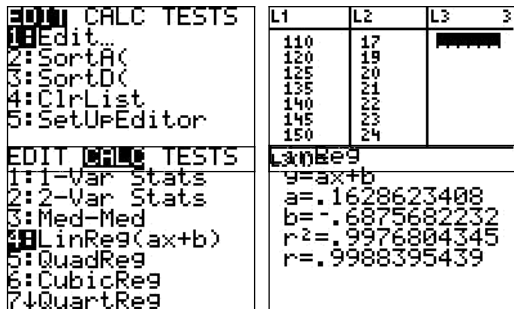 EDIT CALC TESTS
1:Edit…
2:SortA(
3:SortD(
4:ClrList
5:SetUpEditor
L1 L2 L3 3
110 17
120 19
125 20
135 21
140 22
145 23
150 24
EDIT CALC TESTS
1:1-Var Stats
2:2-Var Stats
3:Med-Med
4:LinReg(ax+b)
5:QuadReg
6:CubicReg
7↓QuartReg
LinReg
y=ax+b
a=.1628623408
b=-.6875682232
r²=.9976804345
r=.9988395439